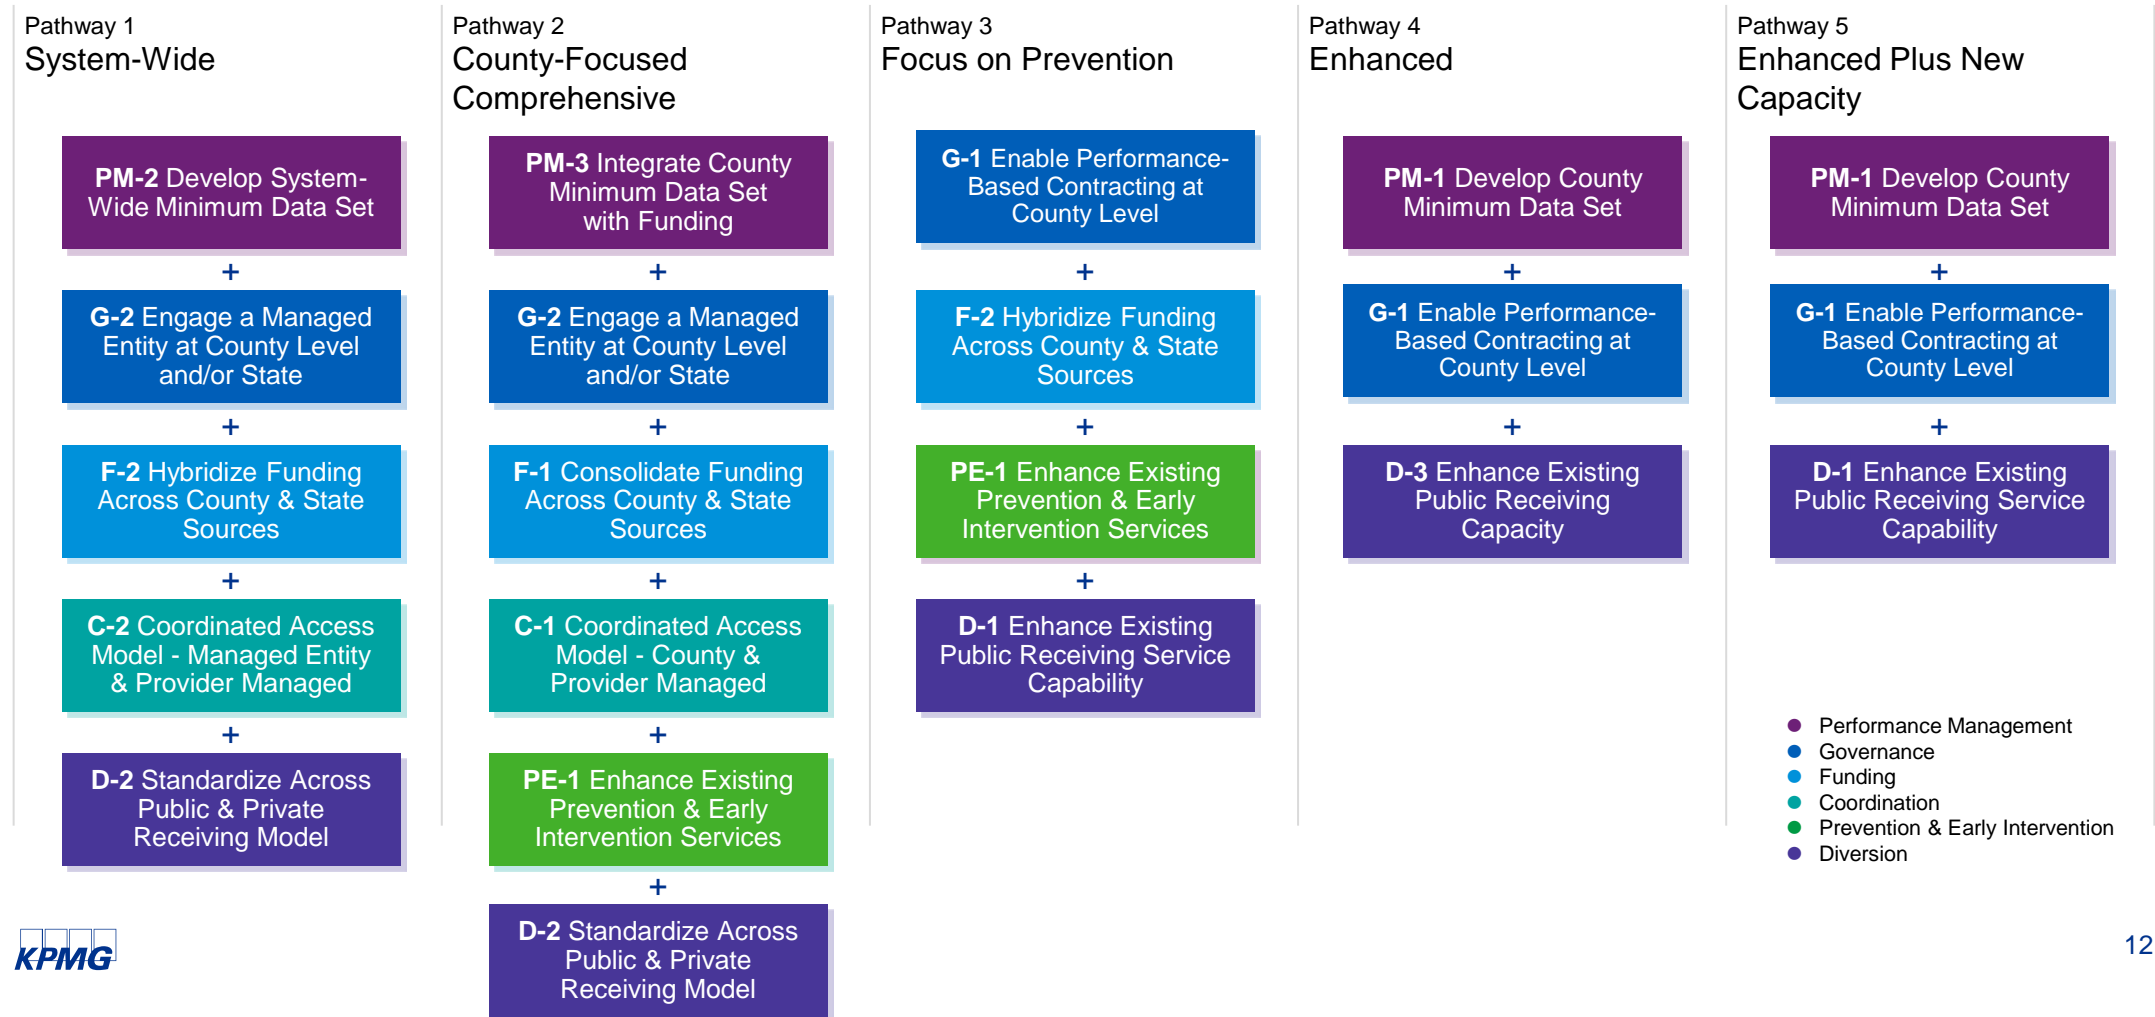 Pathway 1
System-Wide
PM-2 Develop System-
Wide Minimum Data Set
+
G-2 Engage a Managed
Entity at County Level
and/or State
+
F-2 Hybridize Funding
Across County & State
Sources
+
C-2 Coordinated Access
Model - Managed Entity
& Provider Managed
+
D-2 Standardize Across
Public & Private
Receiving Model
Pathway 2
County-Focused
Comprehensive
PM-3 Integrate County
Minimum Data Set
with Funding
+
G-2 Engage a Managed
Entity at County Level
and/or State
+
F-1 Consolidate Funding
Across County & State
Sources
+
C-1 Coordinated Access
Model - County &
Provider Managed
+
PE-1 Enhance Existing
Prevention & Early
Intervention Services
+
D-2 Standardize Across
Public & Private
Receiving Model
Pathway 3
Focus on Prevention
G-1 Enable Performance-
Based Contracting at
County Level
+
F-2 Hybridize Funding
Across County & State
Sources
+
PE-1 Enhance Existing
Prevention & Early
Intervention Services
+
D-1 Enhance Existing
Public Receiving Service
Capability
Pathway 4
Enhanced
PM-1 Develop County
Minimum Data Set
+
G-1 Enable Performance-
Based Contracting at
County Level
+
D-3 Enhance Existing
Public Receiving
Capacity
Pathway 5
Enhanced Plus New
Capacity
PM-1 Develop County
Minimum Data Set
+
G-1 Enable Performance-
Based Contracting at
County Level
+
D-1 Enhance Existing
Public Receiving Service
Capability
Performance Management
Governance
Funding
Coordination
Prevention & Early Intervention
Diversion
KPMG
12